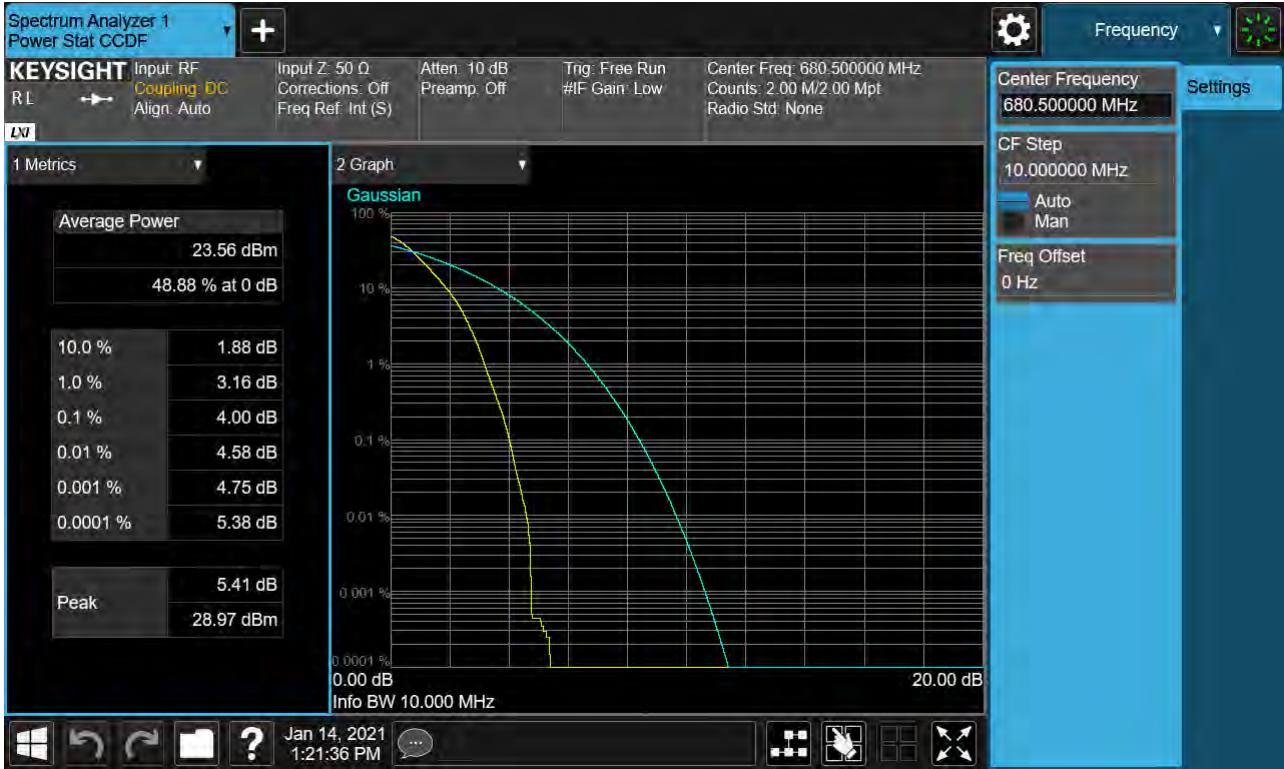 Spectrum Analyzer 1
Power Stat CCDF
Frequency
KEYSIGHT
RL
LXI
Input: RF
Coupling: DC
Align: Auto
Input Z: 50 Ω
Corrections: Off
Freq Ref: Int (S)
Atten: 10 dB
Preamp: Off
Trig: Free Run
#IF Gain: Low
Center Freq: 680.500000 MHz
Counts: 2.00 M/2.00 Mpt
Radio Std: None
Center Frequency
680.500000 MHz
Settings
CF Step
10.000000 MHz
Auto
Man
Freq Offset
0 Hz
1 Metrics
Average Power
23.56 dBm
48.88 % at 0 dB
10.0 % 1.88 dB
1.0 % 3.16 dB
0.1 % 4.00 dB
0.01 % 4.58 dB
0.001 % 4.75 dB
0.0001 % 5.38 dB
Peak
5.41 dB
28.97 dBm
2 Graph
Gaussian
100 %
10 %
1 %
0.1 %
0.01 %
0.001 %
0.0001 %
0.00 dB 20.00 dB
Info BW 10.000 MHz
Jan 14, 2021
1:21:36 PM